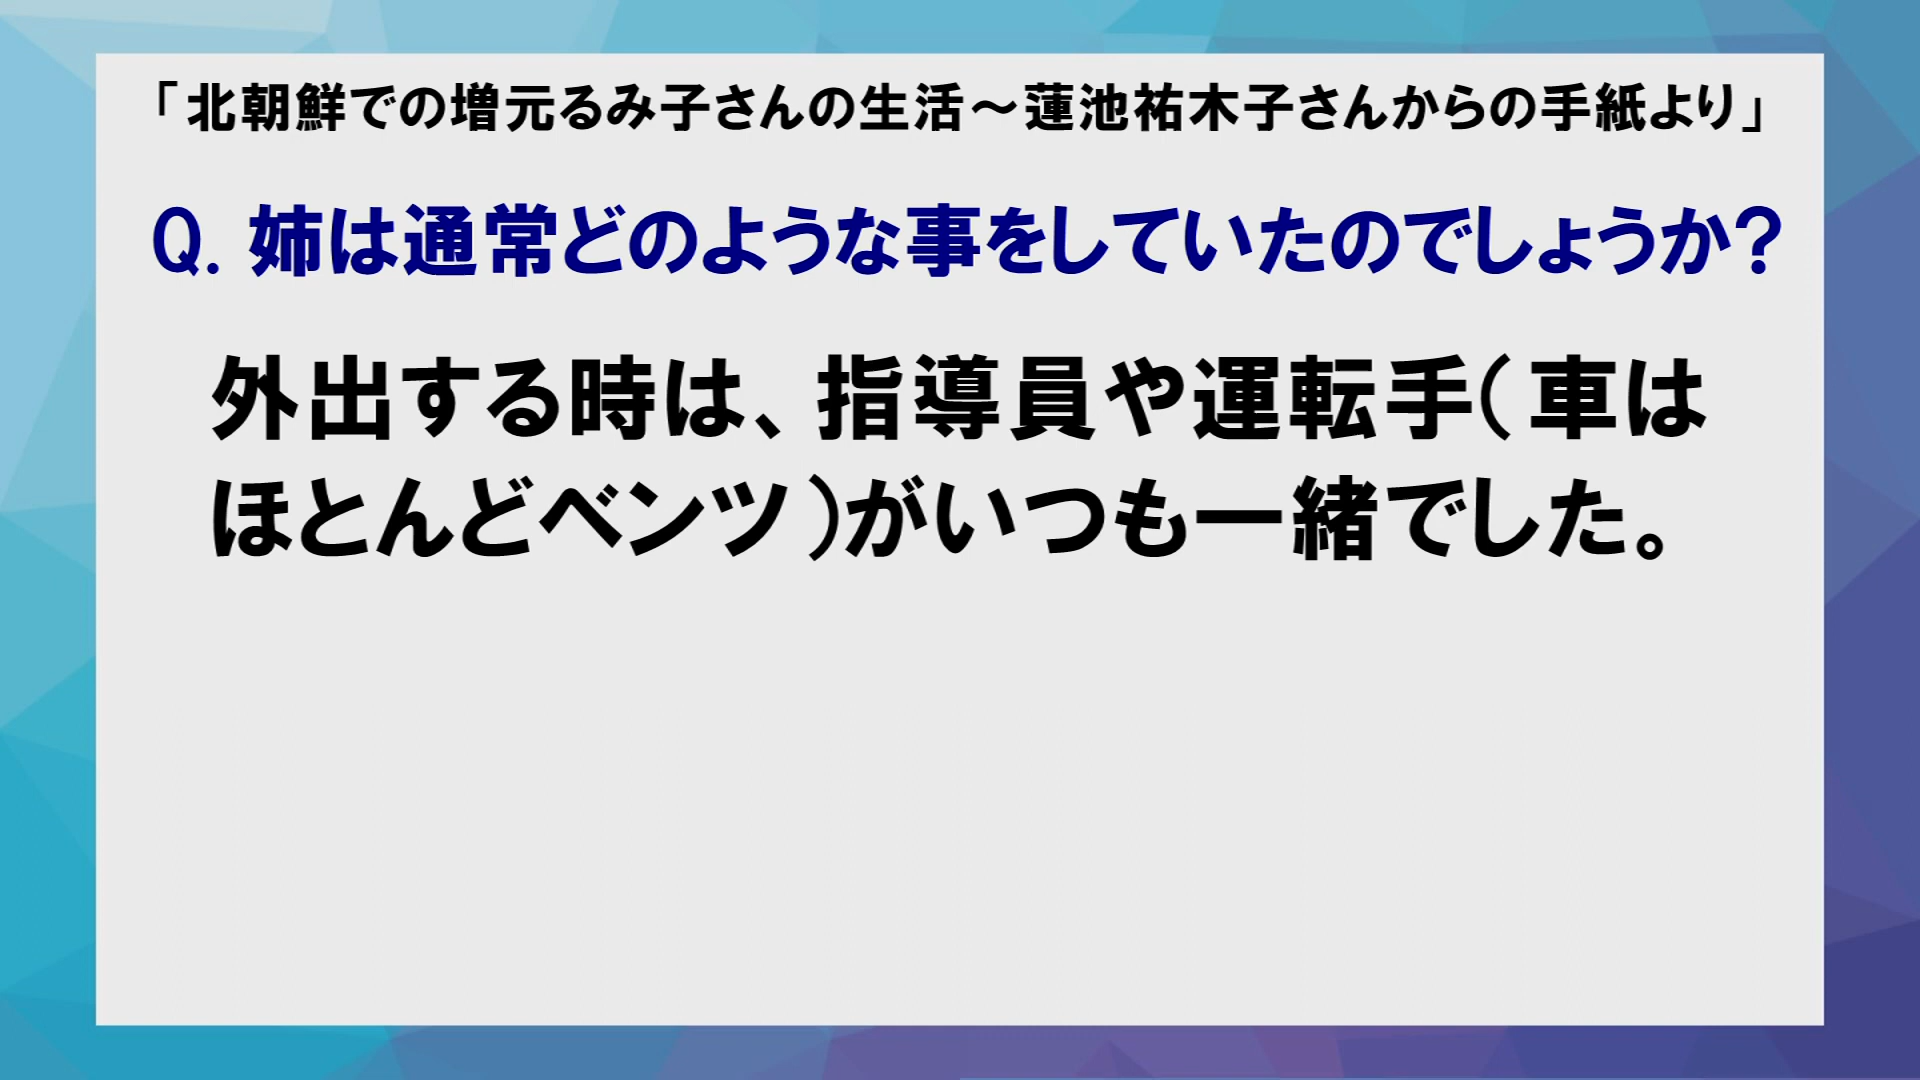 「北朝鮮での増元るみ子さんの生活～蓮池祐木子さんからの手紙より」
Q. 姉は通常どのような事をしていたのでしょうか？
外出する時は、指導員や運転手（車は
ほとんどベンツ）がいつも一緒でした。